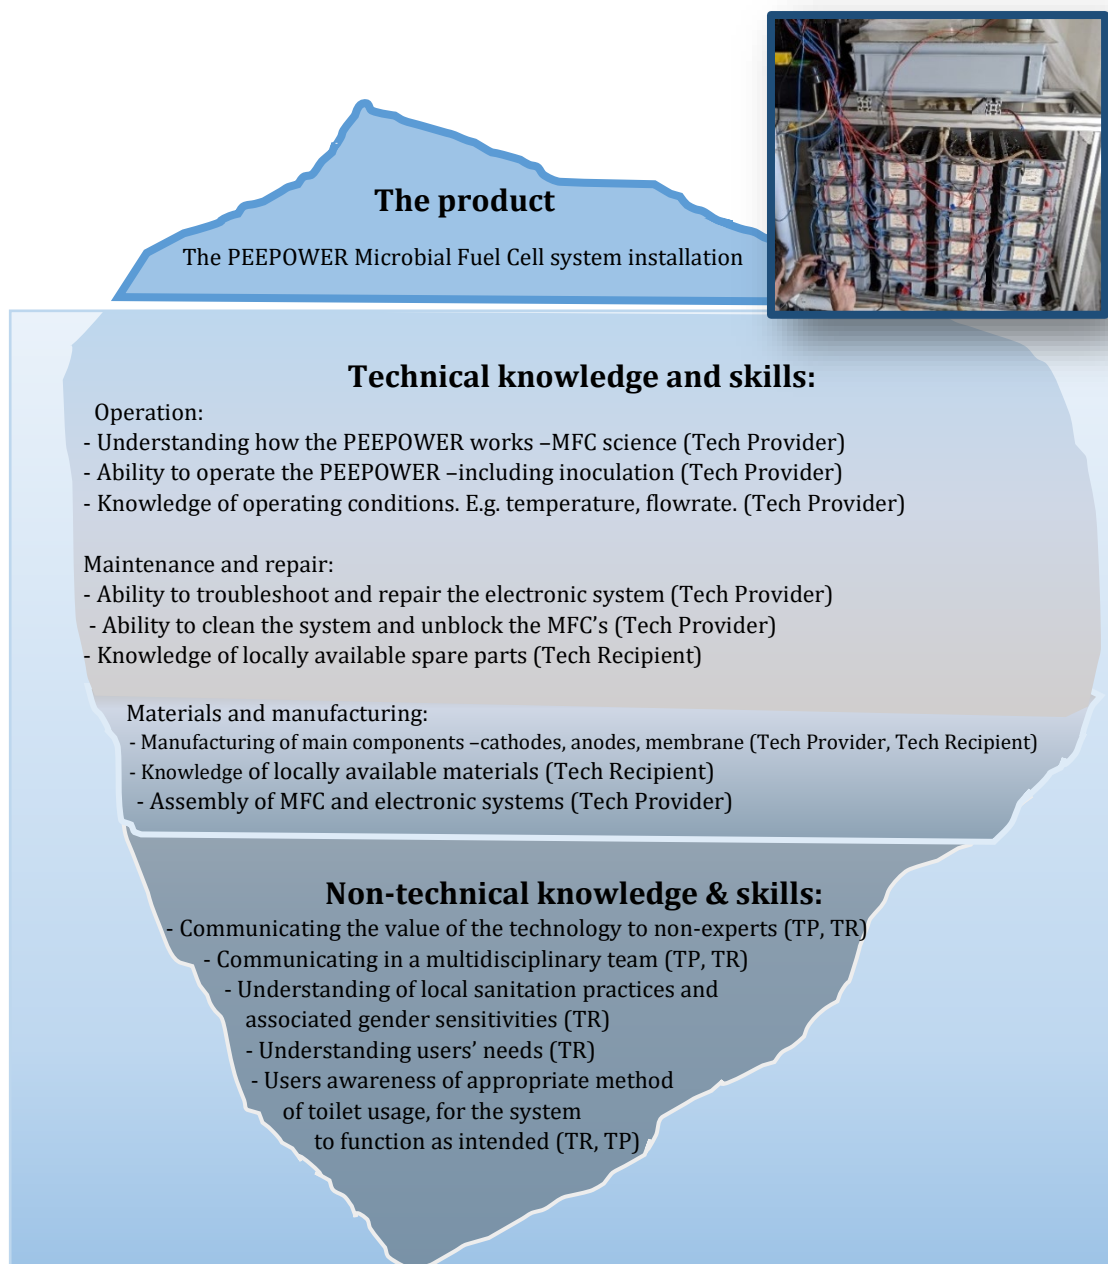 The product
The PEEPOWER Microbial Fuel Cell system installation
Technical knowledge and skills:
Operation:
- Understanding how the PEEPOWER works –MFC science (Tech Provider)
- Ability to operate the PEEPOWER –including inoculation (Tech Provider)
- Knowledge of operating conditions. E.g. temperature, flowrate. (Tech Provider)
Maintenance and repair:
- Ability to troubleshoot and repair the electronic system (Tech Provider)
- Ability to clean the system and unblock the MFC’s (Tech Provider)
- Knowledge of locally available spare parts (Tech Recipient)
Materials and manufacturing:
- Manufacturing of main components –cathodes, anodes, membrane (Tech Provider, Tech Recipient)
- Knowledge of locally available materials (Tech Recipient)
- Assembly of MFC and electronic systems (Tech Provider)
Non-technical knowledge & skills:
- Communicating the value of the technology to non-experts (TP, TR)
- Communicating in a multidisciplinary team (TP, TR)
- Understanding of local sanitation practices and
associated gender sensitivities (TR)
- Understanding users’ needs (TR)
- Users awareness of appropriate method
of toilet usage, for the system
to function as intended (TR, TP)